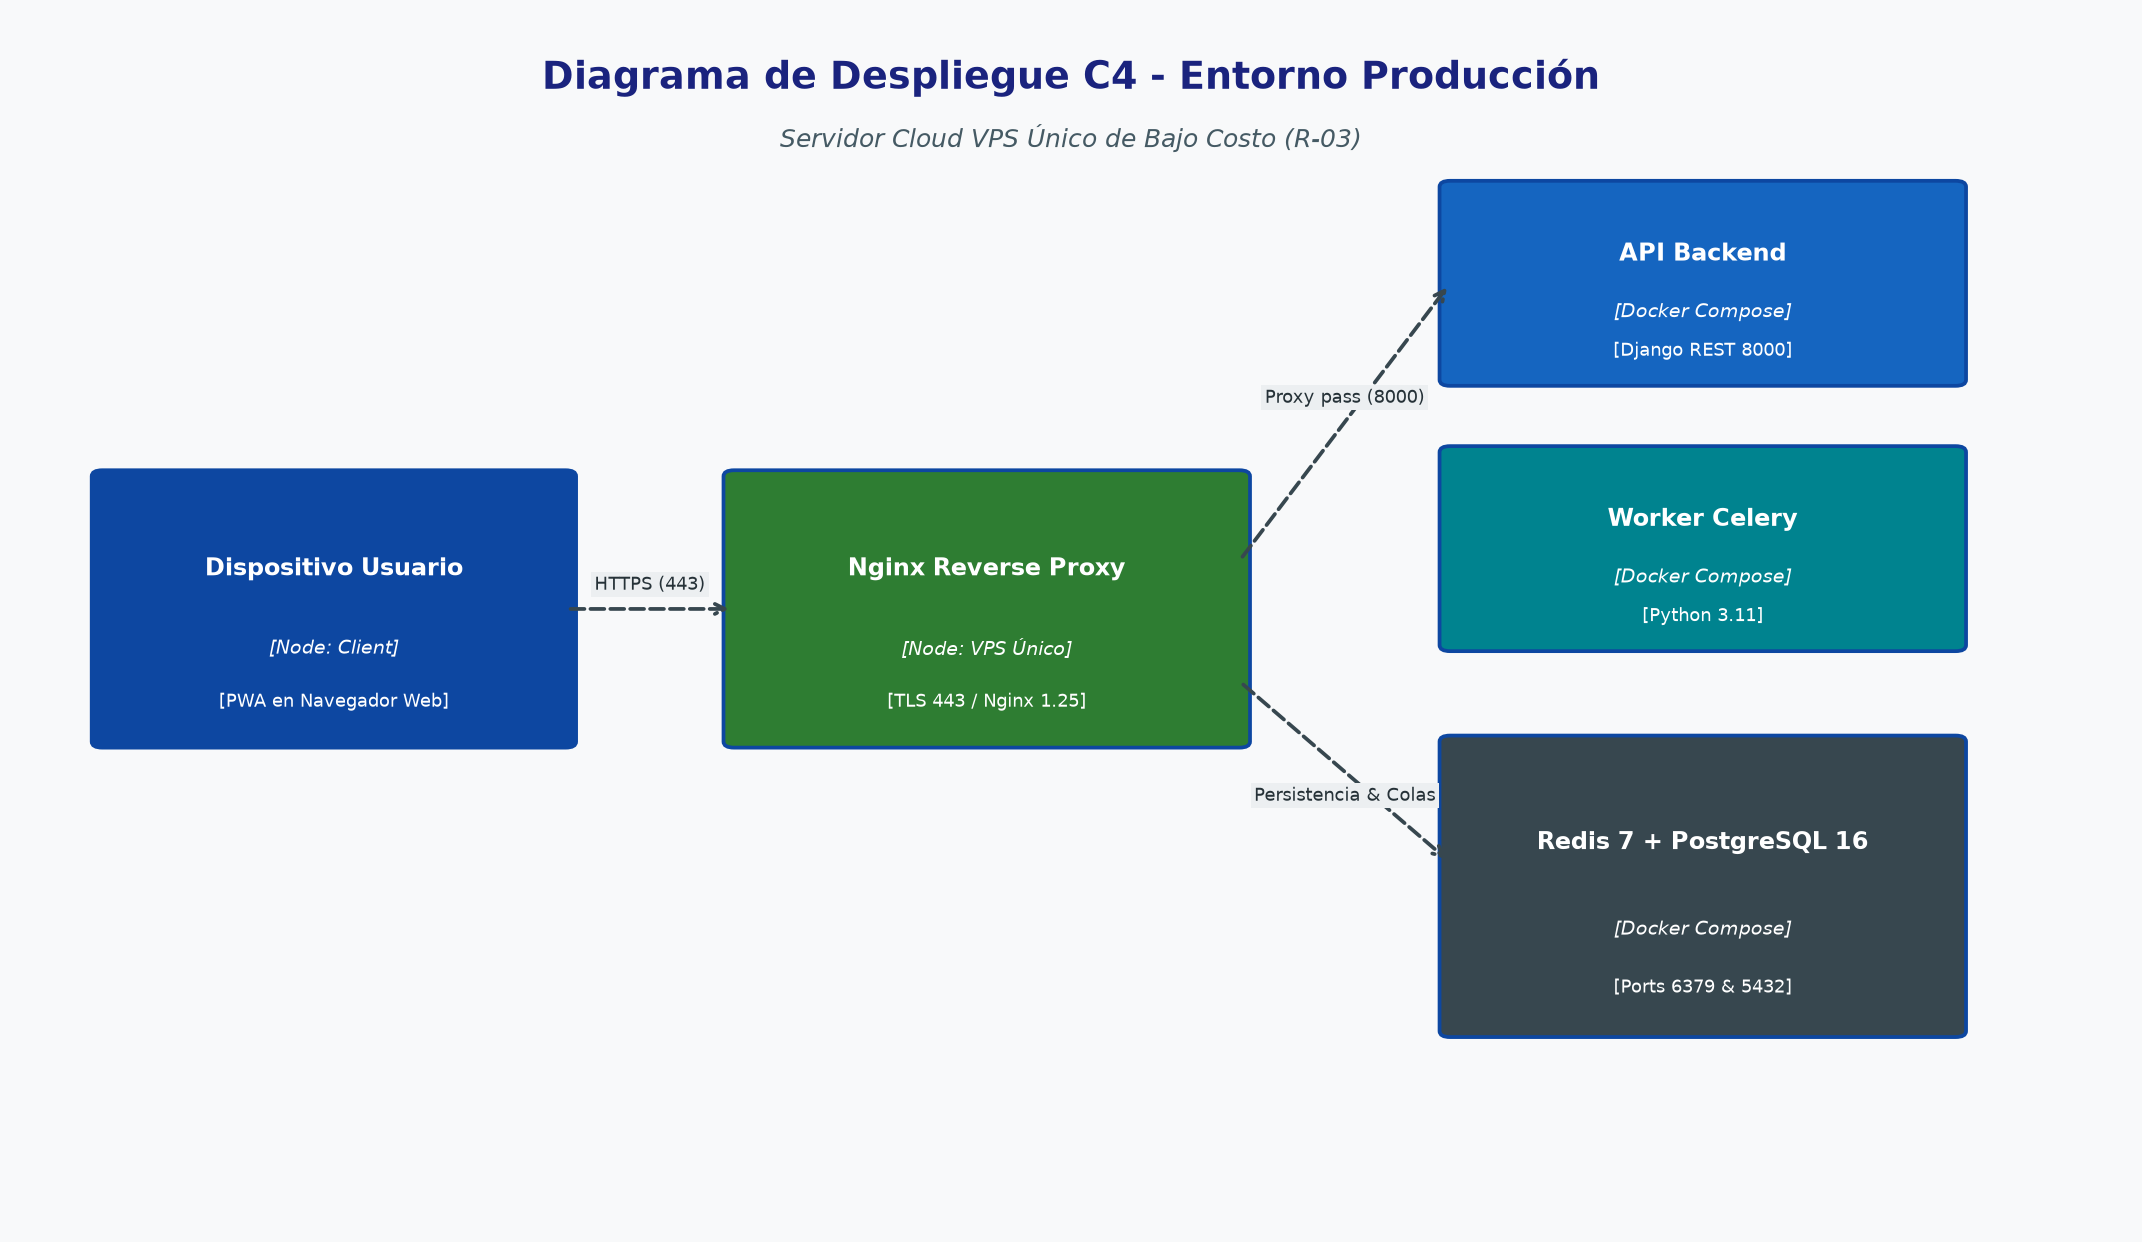 Diagrama de Despliegue C4 - Entorno Producción
Servidor Cloud VPS Único de Bajo Costo (R-03)
Dispositivo Usuario
[Node: Client]
[PWA en Navegador Web]
HTTPS (443)
Nginx Reverse Proxy
[Node: VPS Único]
[TLS 443 / Nginx 1.25]
Proxy pass (8000)
Persistencia & Colas
API Backend
[Docker Compose]
[Django REST 8000]
Worker Celery
[Docker Compose]
[Python 3.11]
Redis 7 + PostgreSQL 16
[Docker Compose]
[Ports 6379 & 5432]